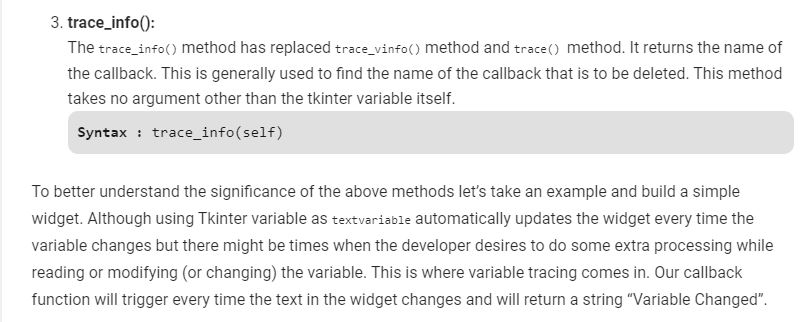 3. trace_info():
The trace_info() method has replaced trace_vinfo() method and trace() method. It returns the name of
the callback. This is generally used to find the name of the callback that is to be deleted. This method
takes no argument other than the tkinter variable itself.
Syntax : trace_info(self)
To better understand the significance of the above methods let's take an example and build a simple
widget. Although using Tkinter variable as textvariable automatically updates the widget every time the
variable changes but there might be times when the developer desires to do some extra processing while
reading or modifying (or changing) the variable. This is where variable tracing comes in. Our callback
function will trigger every time the text in the widget changes and will return a string “Variable Changed”.